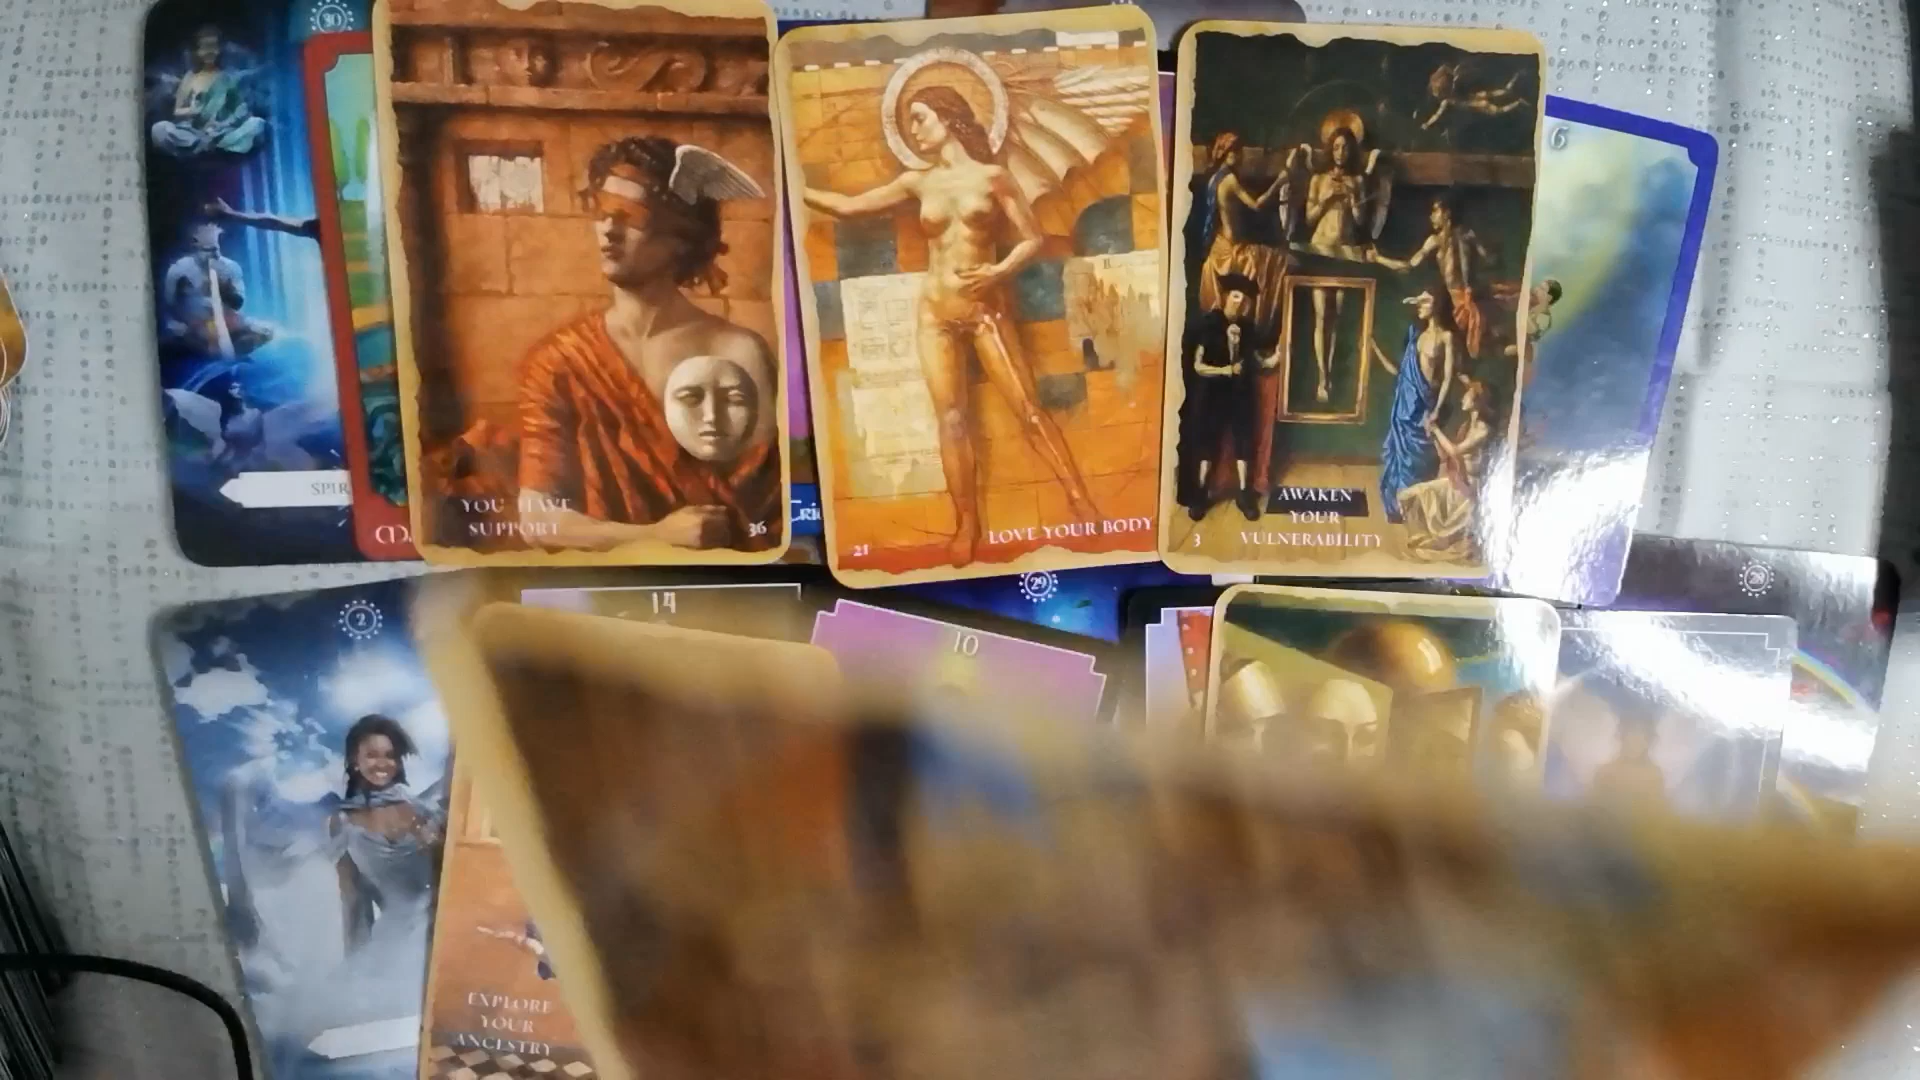 30
6
SPIR
YOU HAVE
SUPPORT
36
21
LOVE YOUR BODY
AWAKEN
YOUR
3 VULNERABILITY
2
14
29
28
10
EXPLORE
YOUR
ANCESTRY